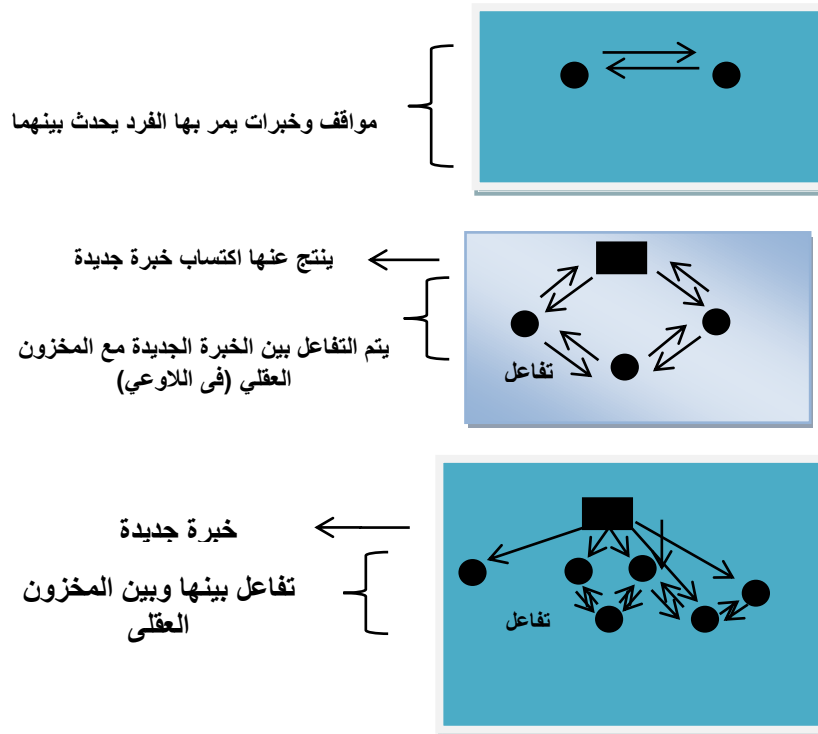 مواقف وخبرات يمر بها الفرد يحدث بينهما
ينتج عنها اكتساب خبرة جديدة
يتم التفاعل بين الخبرة الجديدة مع المخزون
العقلي (فى اللاوعي)
تفاعل
خبرة جديدة
تفاعل بينها وبين المخزون
العقلى
تفاعل